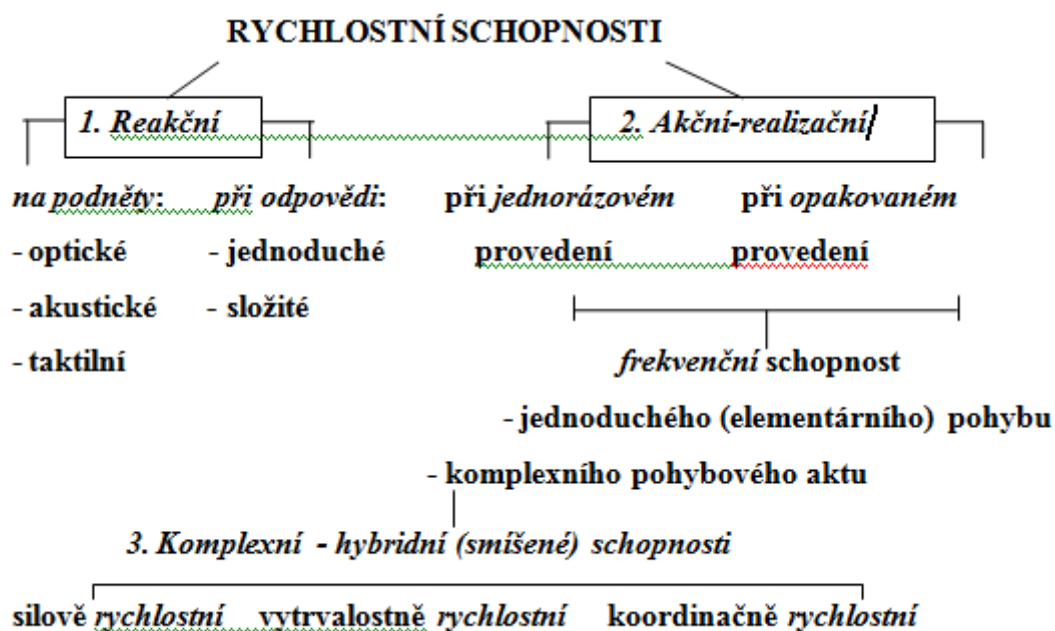 RYCHLOSTNÍ SCHOPNOSTI
1. Reakční 2. Akční-realizační
na podněty: při odpovědi: při jednorázovém při opakovaném
- optické - jednoduché provedení provedení
- akustické - složité
- taktilní frekvenční schopnost
- jednoduchého (elementárního) pohybu
- komplexního pohybového aktu
3. Komplexní - hybridní (smíšené) schopnosti
silově rychlostní vytrvalostně rychlostní koordinačně rychlostní